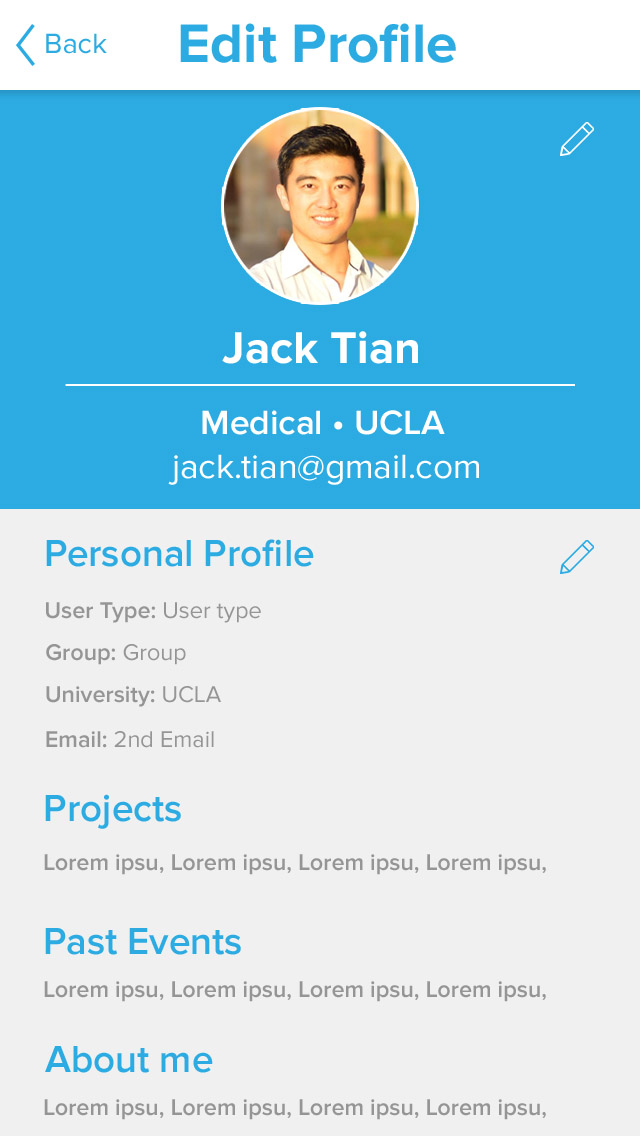 Back
Edit Profile
Jack Tian
Medical • UCLA
jack.tian@gmail.com
Personal Profile
User Type: User type
Group: Group
University: UCLA
Email: 2nd Email
Projects
Lorem ipsu, Lorem ipsu, Lorem ipsu, Lorem ipsu,
Past Events
Lorem ipsu, Lorem ipsu, Lorem ipsu, Lorem ipsu,
About me
Lorem ipsu, Lorem ipsu, Lorem ipsu, Lorem ipsu,